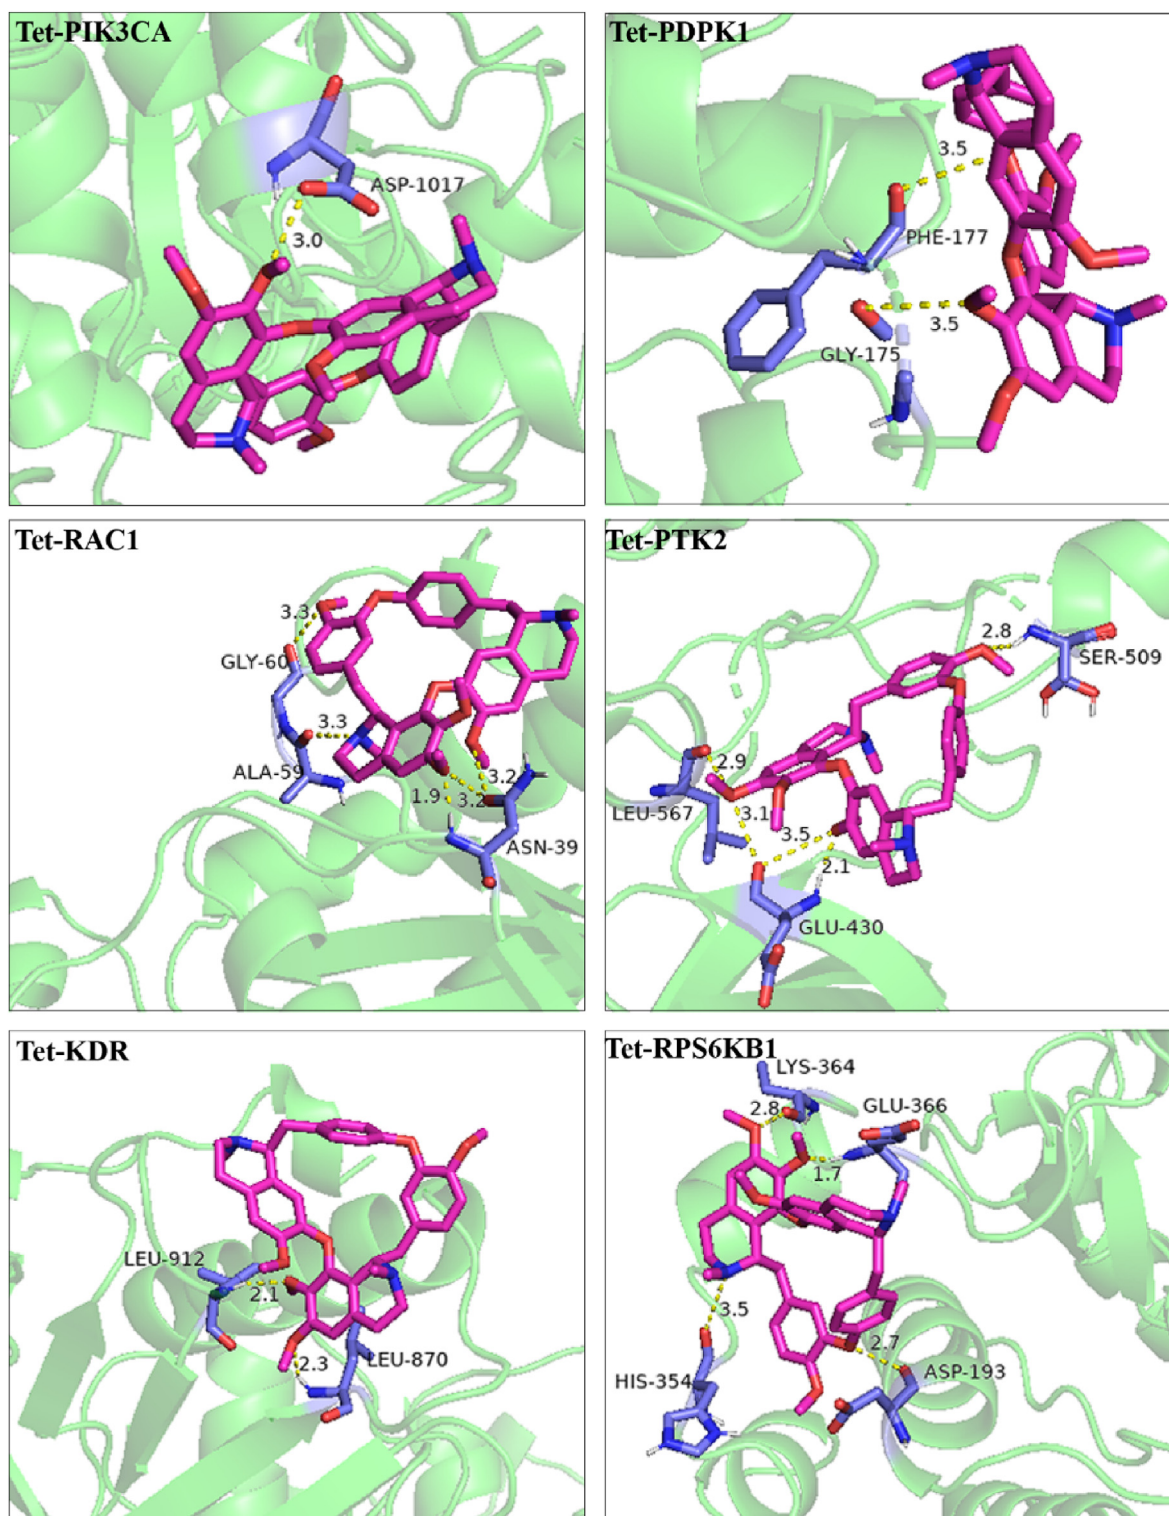 Tet-PIK3CA
ASP-1017
3.0
Tet-PDPK1
3.5
PHE-177
3.5
GLY-175
Tet-RAC1
3.3
GLY-60
3.3
ALA-59
3.2
1.9
3.2
ASN-39
Tet-PTK2
2.8
SER-509
2.9
LEU-567
3.1
3.5
2.1
GLU-430
Tet-KDR
LEU-912
2.1
2.3
LEU-870
Tet-RPS6KB1
LYS-364
2.8
GLU-366
1.7
3.5
2.7
HIS-354
ASP-193